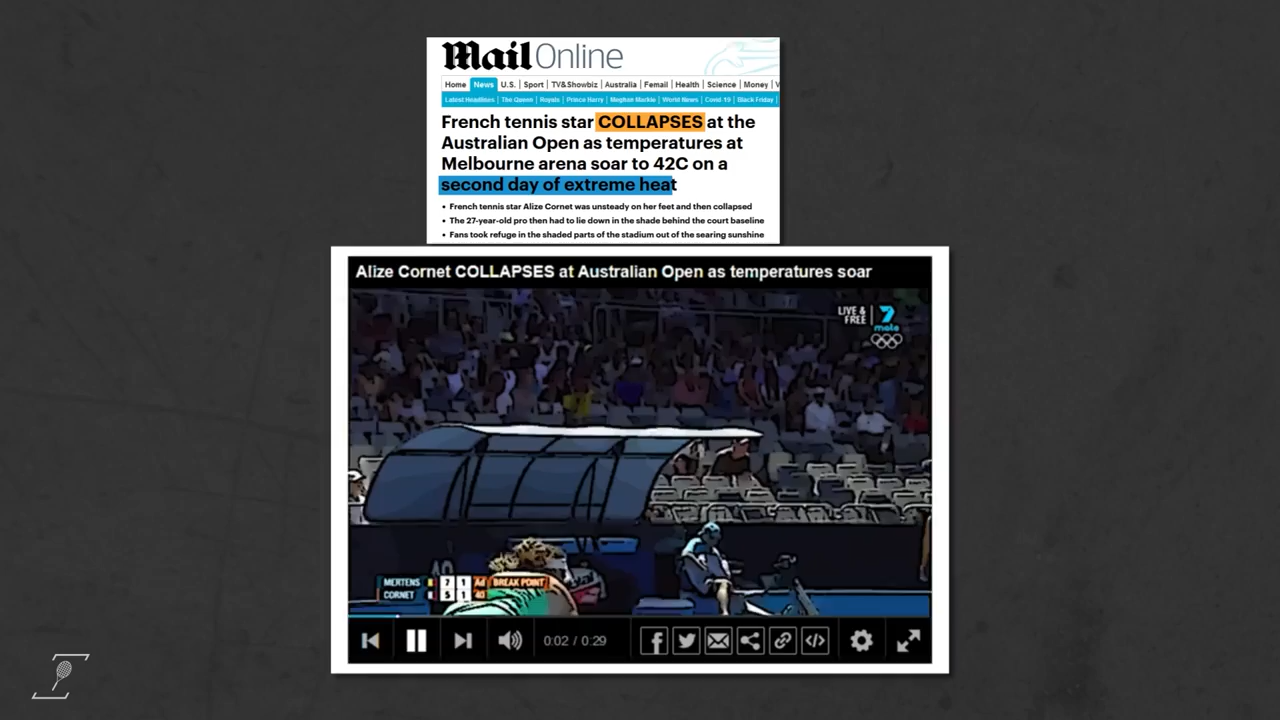 Mail Online
Home News U.S. Sport TV&Showbiz Australia Femail Health Science Money
Latest Headlines The Queen Royals Prince Harry Meghan Markle World News Covid-19 Black Friday
French tennis star COLLAPSES at the
Australian Open as temperatures at
Melbourne arena soar to 42C on a
second day of extreme heat
• French tennis star Alize Cornet was unsteady on her feet and then collapsed
• The 27-year-old pro then had to lie down in the shade behind the court baseline
• Fans took refuge in the shaded parts of the stadium out of the searing sunshine
Alize Cornet COLLAPSES at Australian Open as temperatures soar
LIVE & FREE 7
mate
MERTENS 7 1 Ad BREAK POINT
CORNET 5 1 40
0:02 / 0:29